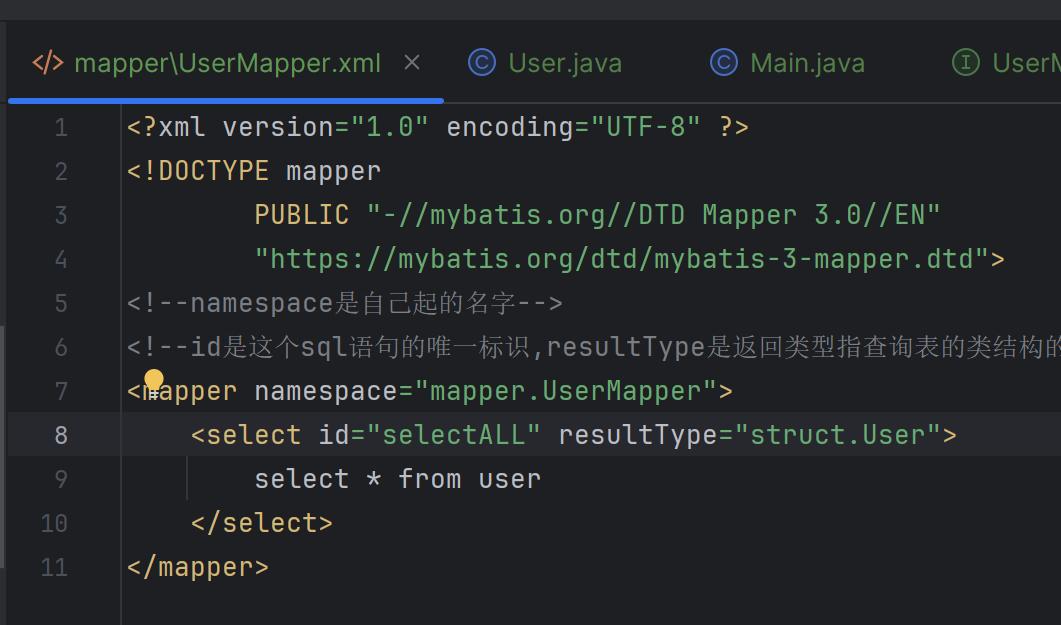 mapper\UserMapper.xml User.java Main.java
1 <?xml version="1.0" encoding="UTF-8" ?>
2 <!DOCTYPE mapper
3 PUBLIC "-//mybatis.org//DTD Mapper 3.0//EN"
4 "https://mybatis.org/dtd/mybatis-3-mapper.dtd">
5 <!--namespace是自己起的名字-->
6 <!--id是这个sql语句的唯一标识,resultType是返回类型指查询表的类结构的
7 <mapper namespace="mapper.UserMapper">
8 <select id="selectALL" resultType="struct.User">
9 select * from user
10 </select>
11 </mapper>